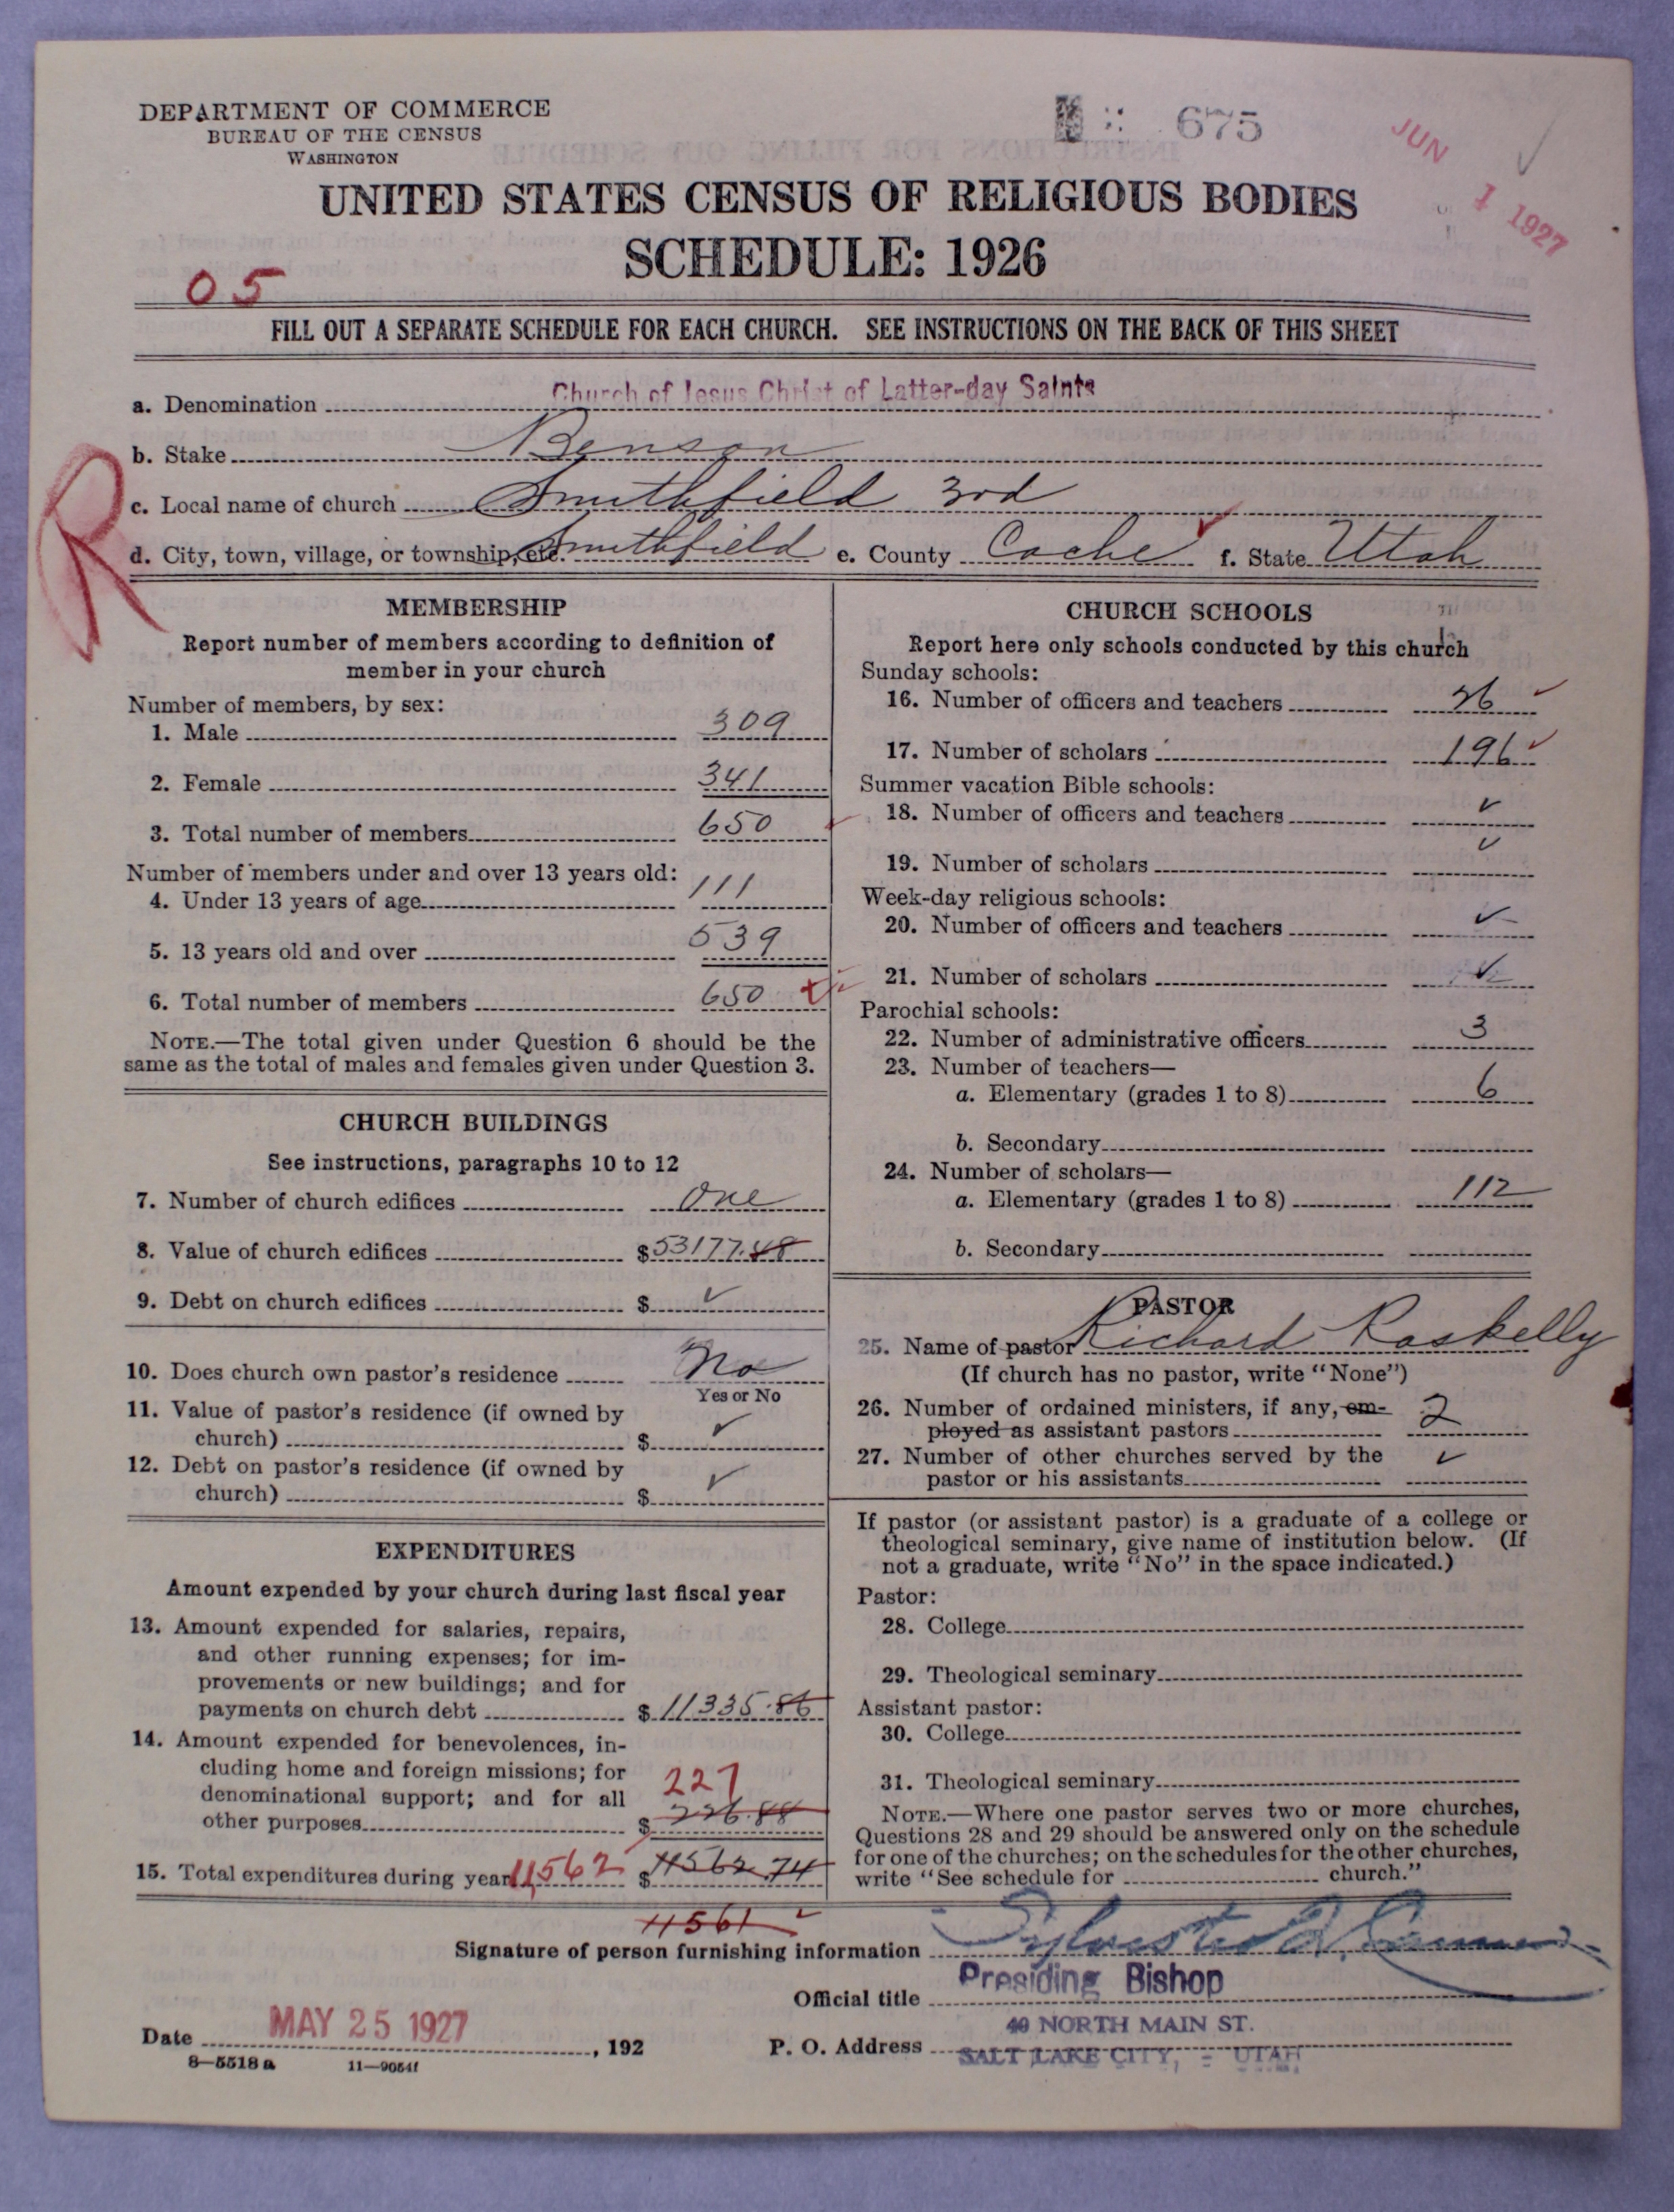 DEPARTMENT OF COMMERCE
BUREAU OF THE CENSUS
WASHINGTON
675
JUN 1 1927
UNITED STATES CENSUS OF RELIGIOUS BODIES
SCHEDULE: 1926
05
FILL OUT A SEPARATE SCHEDULE FOR EACH CHURCH. SEE INSTRUCTIONS ON THE BACK OF THIS SHEET
a. Denomination Church of Jesus Christ of Latter-day Saints
b. Stake Benson
R
c. Local name of church Smithfield 3rd
d. City, town, village, or township, etc. Smithfield e. County Cache f. State Utah
MEMBERSHIP
Report number of members according to definition of
member in your church
Number of members, by sex:
1. Male 309
2. Female 341
3. Total number of members 650
Number of members under and over 13 years old:
4. Under 13 years of age 111
5. 13 years old and over 539
6. Total number of members 650
NOTE.—The total given under Question 6 should be the
same as the total of males and females given under Question 3.
CHURCH BUILDINGS
See instructions, paragraphs 10 to 12
7. Number of church edifices One
8. Value of church edifices $53177.48
9. Debt on church edifices $ ✓
10. Does church own pastor's residence No
Yes or No
11. Value of pastor's residence (if owned by
church) $ ✓
12. Debt on pastor's residence (if owned by
church) $ ✓
EXPENDITURES
Amount expended by your church during last fiscal year
13. Amount expended for salaries, repairs,
and other running expenses; for im-
provements or new buildings; and for
payments on church debt $11335.86
14. Amount expended for benevolences, in-
cluding home and foreign missions; for
denominational support; and for all 227
other purposes $226.88
15. Total expenditures during year 11562 $11562.74
11561
CHURCH SCHOOLS
Report here only schools conducted by this church
Sunday schools:
16. Number of officers and teachers 36
17. Number of scholars 196
Summer vacation Bible schools:
18. Number of officers and teachers ✓
19. Number of scholars ✓
Week-day religious schools:
20. Number of officers and teachers ✓
21. Number of scholars ✓
Parochial schools:
22. Number of administrative officers 3
23. Number of teachers—
a. Elementary (grades 1 to 8) 6
b. Secondary
24. Number of scholars—
a. Elementary (grades 1 to 8) 112
b. Secondary
PASTOR
25. Name of pastor Richard Roskelly
(If church has no pastor, write "None")
26. Number of ordained ministers, if any, em-
ployed as assistant pastors 2
27. Number of other churches served by the
pastor or his assistants ✓
If pastor (or assistant pastor) is a graduate of a college or
theological seminary, give name of institution below. (If
not a graduate, write "No" in the space indicated.)
Pastor:
28. College
29. Theological seminary
Assistant pastor:
30. College
31. Theological seminary
NOTE.—Where one pastor serves two or more churches,
Questions 28 and 29 should be answered only on the schedule
for one of the churches; on the schedules for the other churches,
write "See schedule for church."
Signature of person furnishing information Sylvester Q. Cannon
Official title Presiding Bishop
Date MAY 25 1927, 192
P. O. Address 40 NORTH MAIN ST.
SALT LAKE CITY, - UTAH
8—5518 a 11—9054f